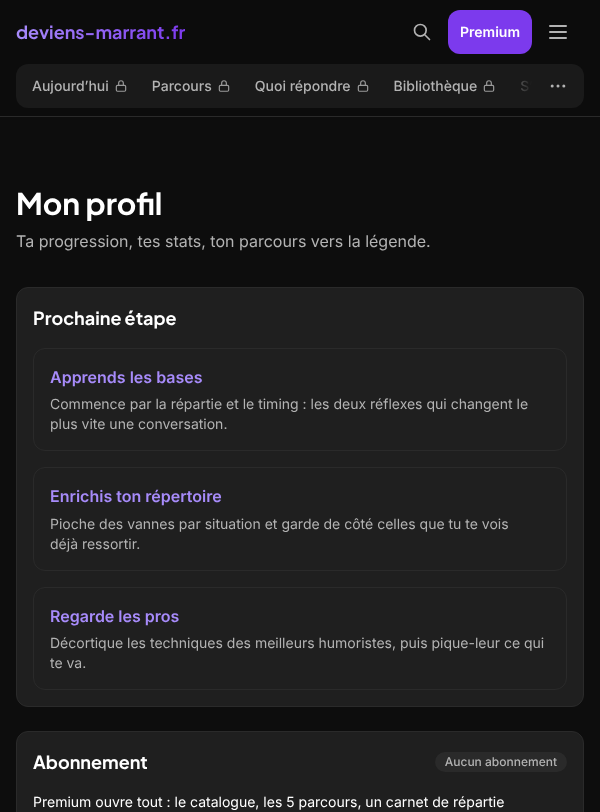 deviens-marrant.fr
Premium
Aujourd’hui
Parcours
Quoi répondre
Bibliothèque
Mon profil
Ta progression, tes stats, ton parcours vers la légende.
Prochaine étape
Apprends les bases
Commence par la répartie et le timing : les deux réflexes qui changent le
plus vite une conversation.
Enrichis ton répertoire
Pioche des vannes par situation et garde de côté celles que tu te vois
déjà ressortir.
Regarde les pros
Décortique les techniques des meilleurs humoristes, puis pique-leur ce qui
te va.
Abonnement
Aucun abonnement
Premium ouvre tout : le catalogue, les 5 parcours, un carnet de répartie